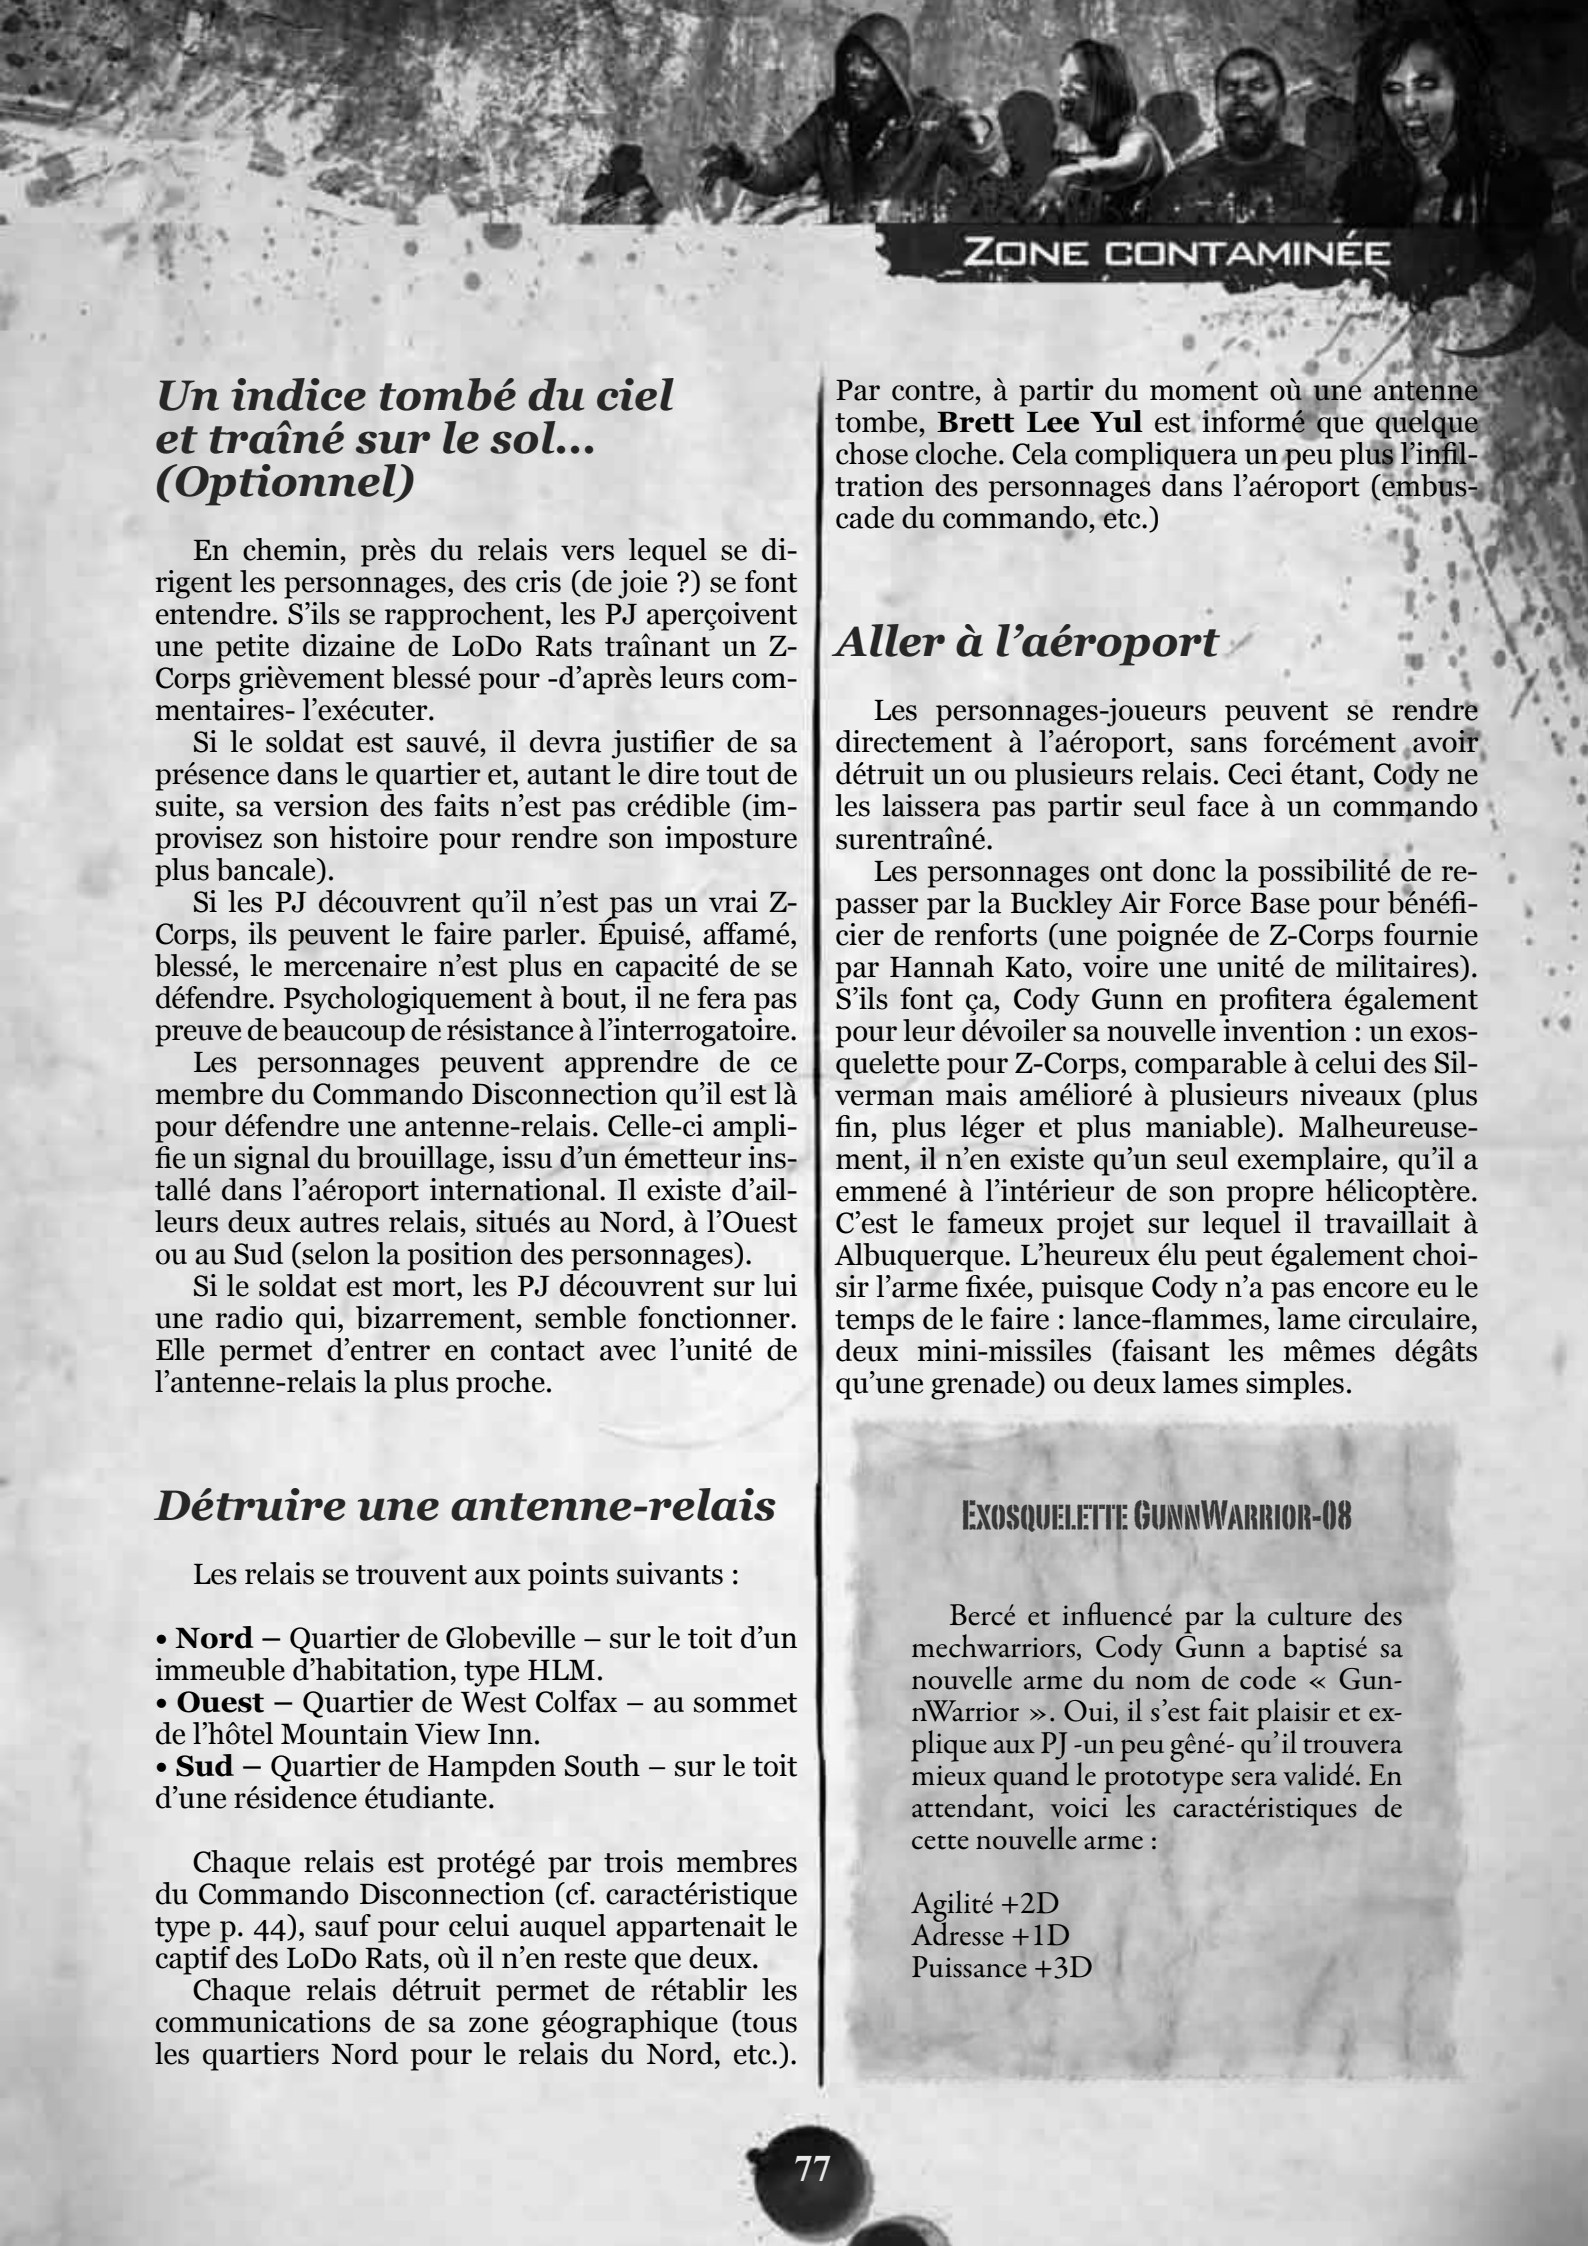 ZONE CONTAMINÉE
Un indice tombé du ciel
et traîné sur le sol...
(Optionnel)
En chemin, près du relais vers lequel se di-
rigent les personnages, des cris (de joie ?) se font
entendre. S'ils se rapprochent, les PJ aperçoivent
une petite dizaine de LoDo Rats traînant un Z-
Corps grièvement blessé pour -d'après leurs com-
mentaires- l'exécuter.
Si le soldat est sauvé, il devra justifier de sa
présence dans le quartier et, autant le dire tout de
suite, sa version des faits n'est pas crédible (im-
provisez son histoire pour rendre son imposture
plus bancale).
Si les PJ découvrent qu'il n'est pas un vrai Z-
Corps, ils peuvent le faire parler. Épuisé, affamé,
blessé, le mercenaire n'est plus en capacité de se
défendre. Psychologiquement à bout, il ne fera pas
preuve de beaucoup de résistance à l'interrogatoire.
Les personnages peuvent apprendre de ce
membre du Commando Disconnection qu'il est là
pour défendre une antenne-relais. Celle-ci ampli-
fie un signal du brouillage, issu d'un émetteur ins-
tallé dans l'aéroport international. Il existe d'ail-
leurs deux autres relais, situés au Nord, à l'Ouest
ou au Sud (selon la position des personnages).
Si le soldat est mort, les PJ découvrent sur lui
une radio qui, bizarrement, semble fonctionner.
Elle permet d'entrer en contact avec l'unité de
l'antenne-relais la plus proche.
Détruire une antenne-relais
Les relais se trouvent aux points suivants :
• Nord – Quartier de Globeville – sur le toit d'un
immeuble d'habitation, type HLM.
• Ouest – Quartier de West Colfax – au sommet
de l'hôtel Mountain View Inn.
• Sud – Quartier de Hampden South – sur le toit
d'une résidence étudiante.
Chaque relais est protégé par trois membres
du Commando Disconnection (cf. caractéristique
type p. 44), sauf pour celui auquel appartenait le
captif des LoDo Rats, où il n'en reste que deux.
Chaque relais détruit permet de rétablir les
communications de sa zone géographique (tous
les quartiers Nord pour le relais du Nord, etc.).
Par contre, à partir du moment où une antenne
tombe, Brett Lee Yul est informé que quelque
chose cloche. Cela compliquera un peu plus l'infil-
tration des personnages dans l'aéroport (embus-
cade du commando, etc.)
Aller à l'aéroport
Les personnages-joueurs peuvent se rendre
directement à l'aéroport, sans forcément avoir
détruit un ou plusieurs relais. Ceci étant, Cody ne
les laissera pas partir seul face à un commando
surentraîné.
Les personnages ont donc la possibilité de re-
passer par la Buckley Air Force Base pour bénéfi-
cier de renforts (une poignée de Z-Corps fournie
par Hannah Kato, voire une unité de militaires).
S'ils font ça, Cody Gunn en profitera également
pour leur dévoiler sa nouvelle invention : un exos-
quelette pour Z-Corps, comparable à celui des Sil-
verman mais amélioré à plusieurs niveaux (plus
fin, plus léger et plus maniable). Malheureuse-
ment, il n'en existe qu'un seul exemplaire, qu'il a
emmené à l'intérieur de son propre hélicoptère.
C'est le fameux projet sur lequel il travaillait à
Albuquerque. L'heureux élu peut également choi-
sir l'arme fixée, puisque Cody n'a pas encore eu le
temps de le faire : lance-flammes, lame circulaire,
deux mini-missiles (faisant les mêmes dégâts
qu'une grenade) ou deux lames simples.
EXOSQUELETTE GUNNWARRIOR-08
Bercé et influencé par la culture des
mechwarriors, Cody Gunn a baptisé sa
nouvelle arme du nom de code « Gun-
nWarrior ». Oui, il s'est fait plaisir et ex-
plique aux PJ -un peu gêné- qu'il trouvera
mieux quand le prototype sera validé. En
attendant, voici les caractéristiques de
cette nouvelle arme :
Agilité +2D
Adresse +1D
Puissance +3D
77